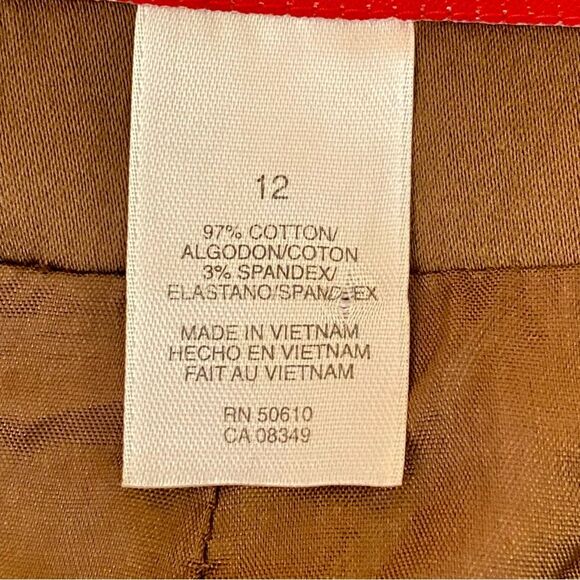 12
97% COTTON/
ALGODON/COTON
3% SPANDEX/
ELASTANO/SPANDEX
MADE IN VIETNAM
HECHO EN VIETNAM
FAIT AU VIETNAM
RN 50610
CA 08349